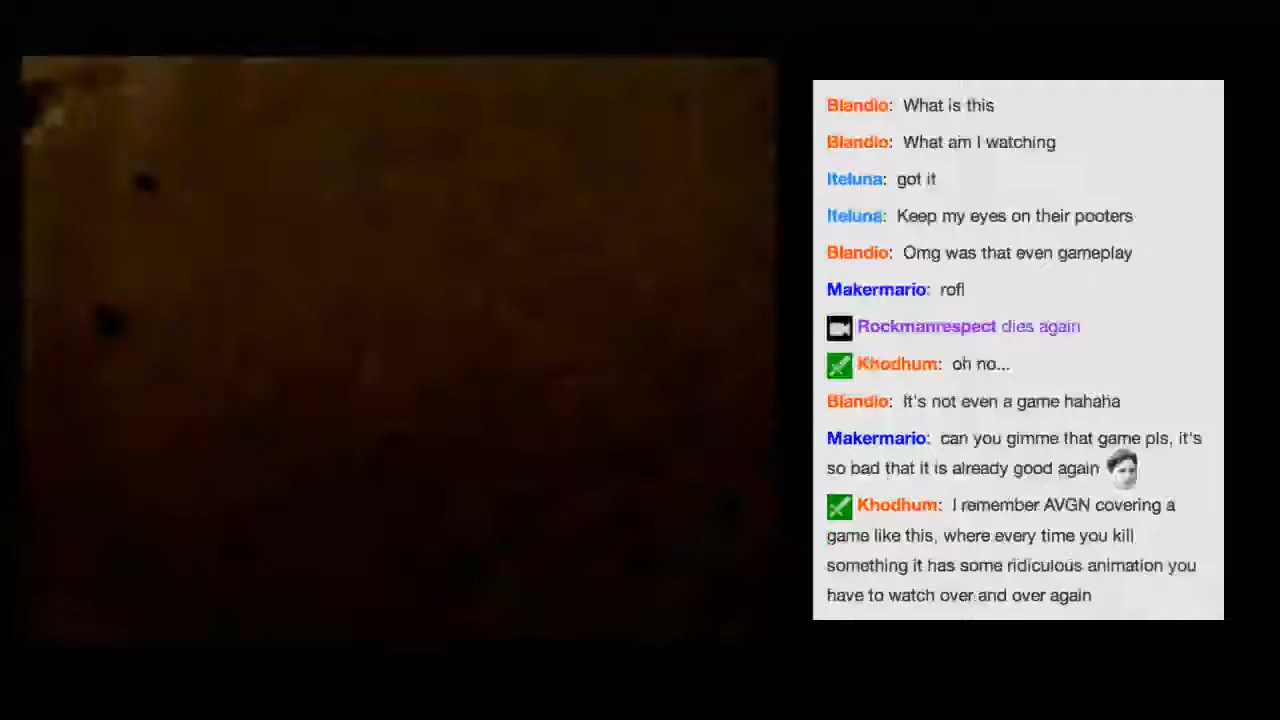 Blandio: What is this
Blandio: What am I watching
Iteluna: got it
Iteluna: Keep my eyes on their pooters
Blandio: Omg was that even gameplay
Makermario: rofl
Rockmanrespect dies again
Khodhum: oh no...
Blandio: It's not even a game hahaha
Makermario: can you gimme that game pls, it's
so bad that it is already good again
Khodhum: I remember AVGN covering a
game like this, where every time you kill
something it has some ridiculous animation you
have to watch over and over again